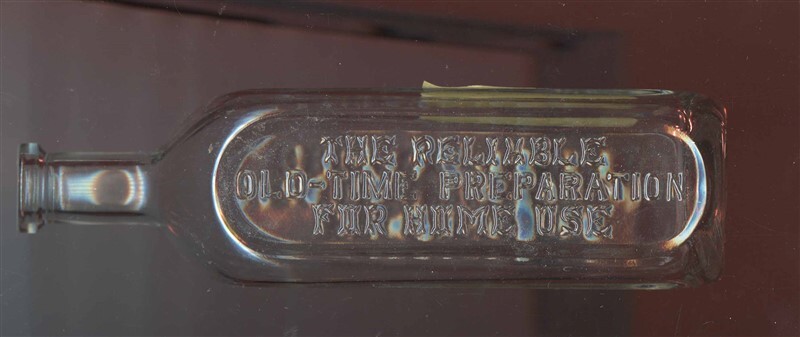 THE RELIABLE
OLD-TIME PREPARATION
FOR HOME USE